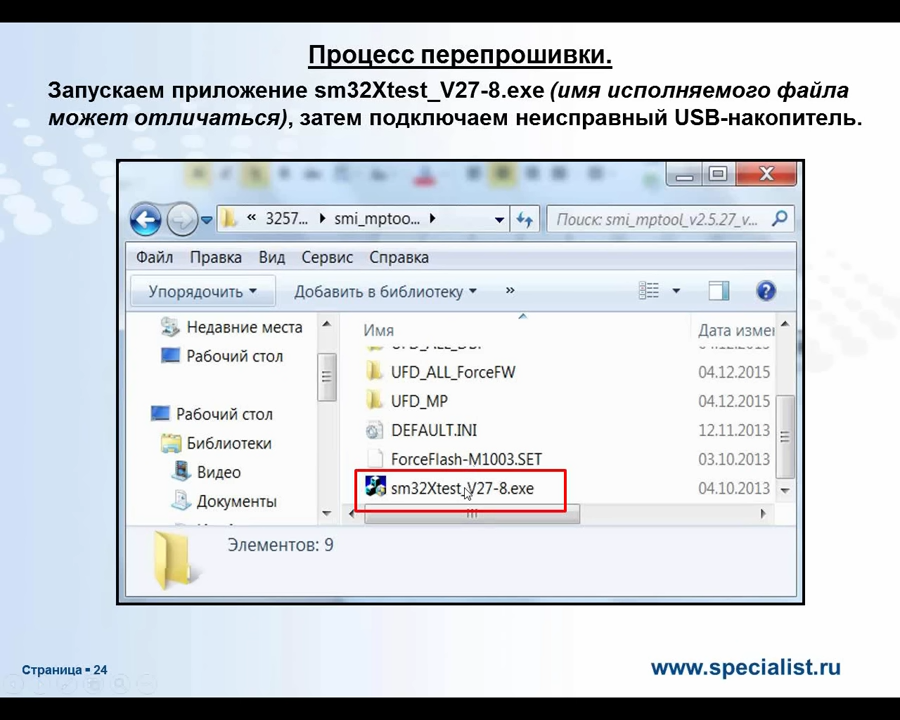 Процесс перепрошивки.
Запускаем приложение sm32Xtest_V27-8.exe (имя исполняемого файла
может отличаться), затем подключаем неисправный USB-накопитель.
« 3257... smi_mptoo... Поиск: smi_mptool_v2.5.27_v...
Файл Правка Вид Сервис Справка
Упорядочить Добавить в библиотеку »
Недавние места
Рабочий стол
Рабочий стол
Библиотеки
Видео
Документы
Имя Дата измен
04.12.2015
UFD_ALL_ForceFW 04.12.2015
UFD_MP 04.12.2015
DEFAULT.INI 12.11.2013
ForceFlash-M1003.SET 03.10.2013
sm32Xtest_V27-8.exe 04.10.2013
Элементов: 9
Страница ▪ 24
www.specialist.ru